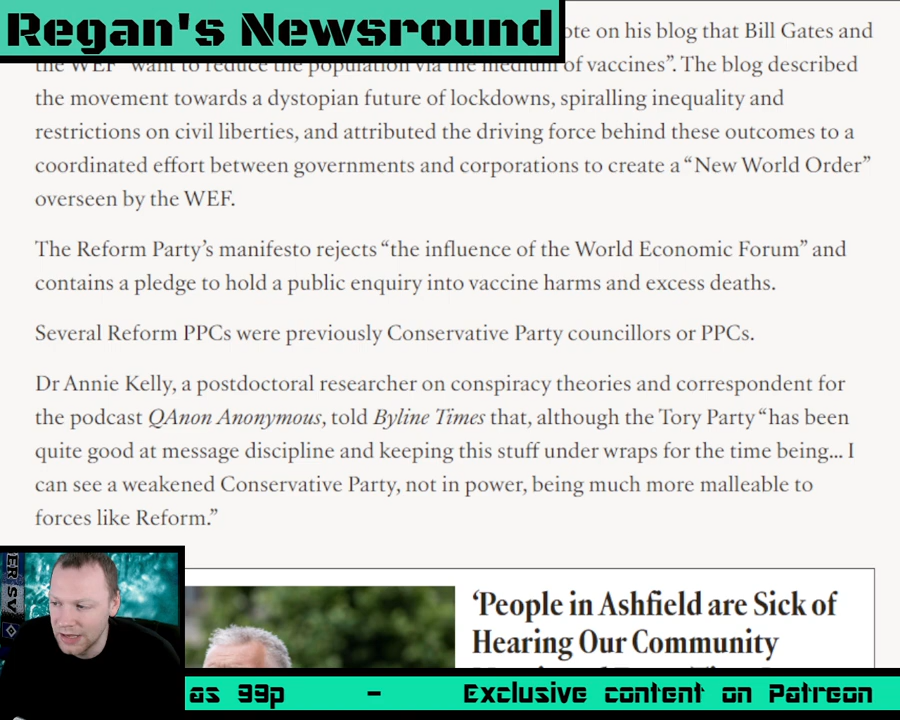 Regan's Newsround
ote on his blog that Bill Gates and
the WEF "want to reduce the population via the medium of vaccines". The blog described
the movement towards a dystopian future of lockdowns, spiralling inequality and
restrictions on civil liberties, and attributed the driving force behind these outcomes to a
coordinated effort between governments and corporations to create a “New World Order”
overseen by the WEF.
The Reform Party’s manifesto rejects “the influence of the World Economic Forum” and
contains a pledge to hold a public enquiry into vaccine harms and excess deaths.
Several Reform PPCs were previously Conservative Party councillors or PPCs.
Dr Annie Kelly, a postdoctoral researcher on conspiracy theories and correspondent for
the podcast QAnon Anonymous, told Byline Times that, although the Tory Party “has been
quite good at message discipline and keeping this stuff under wraps for the time being... I
can see a weakened Conservative Party, not in power, being much more malleable to
forces like Reform.”
‘People in Ashfield are Sick of
Hearing Our Community
ER SV
as 99p - Exclusive content on Patreon